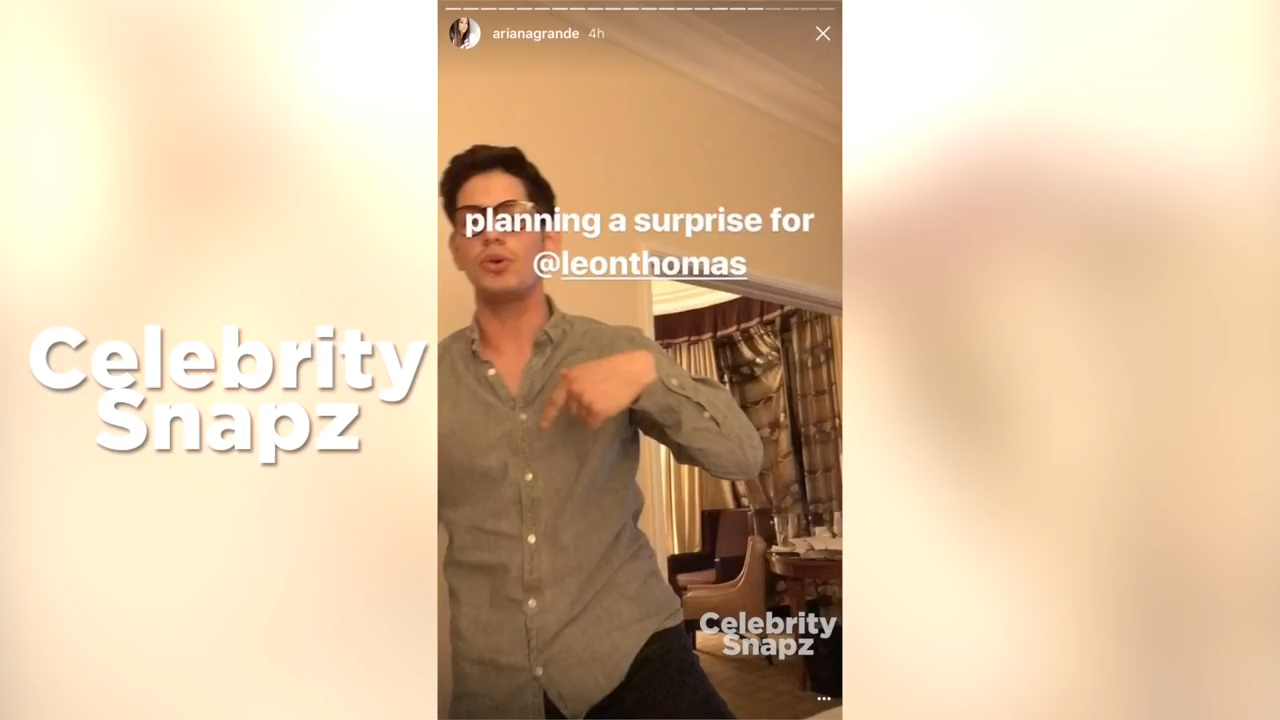 arianagrande 4h
planning a surprise for
@leonthomas
Celebrity
Snapz
Celebrity
Snapz